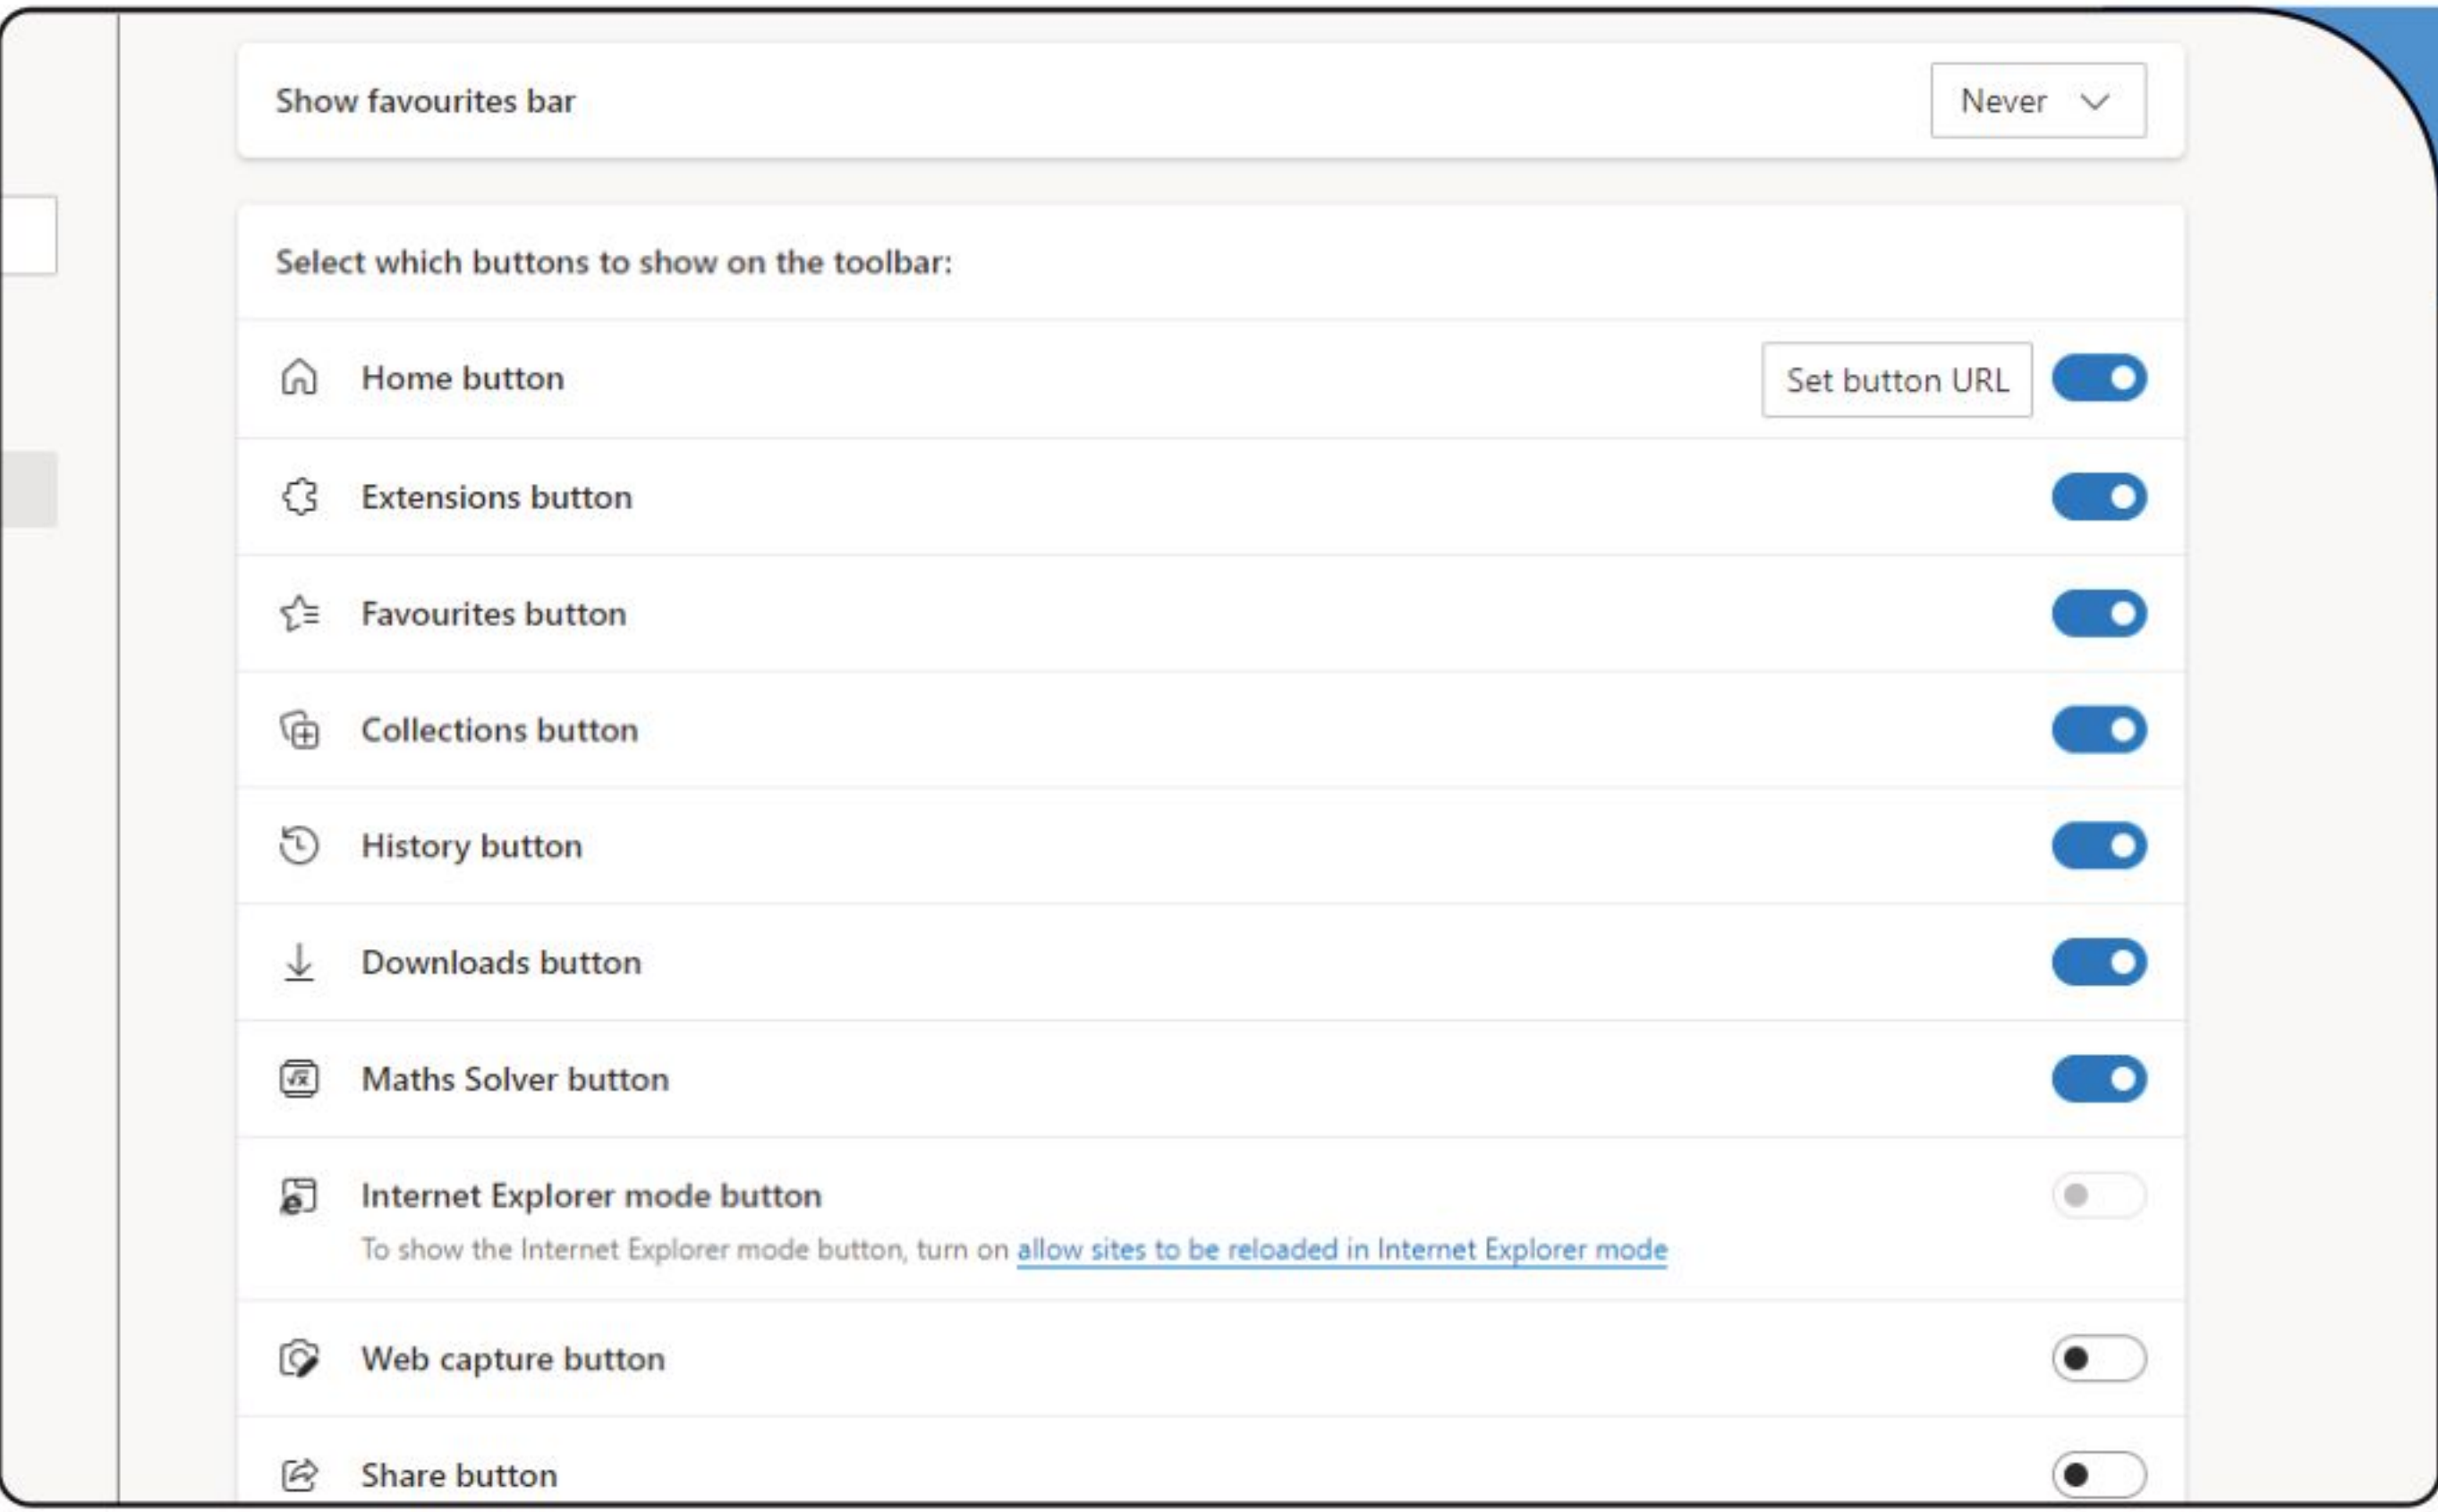 Show favourites bar
Never
Select which buttons to show on the toolbar:
Home button
Set button URL
Extensions button
Favourites button
Collections button
History button
Downloads button
Maths Solver button
Internet Explorer mode button
To show the Internet Explorer mode button, turn on allow sites to be reloaded in Internet Explorer mode
Web capture button
Share button